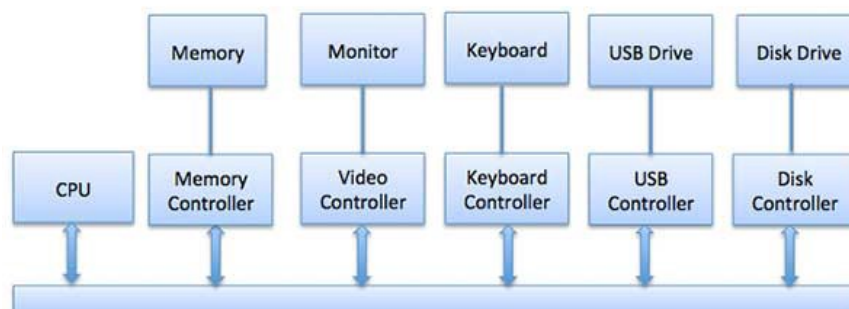 Memory
Monitor
Keyboard
USB Drive
Disk Drive
CPU
Memory
Controller
Video
Controller
Keyboard
Controller
USB
Controller
Disk
Controller